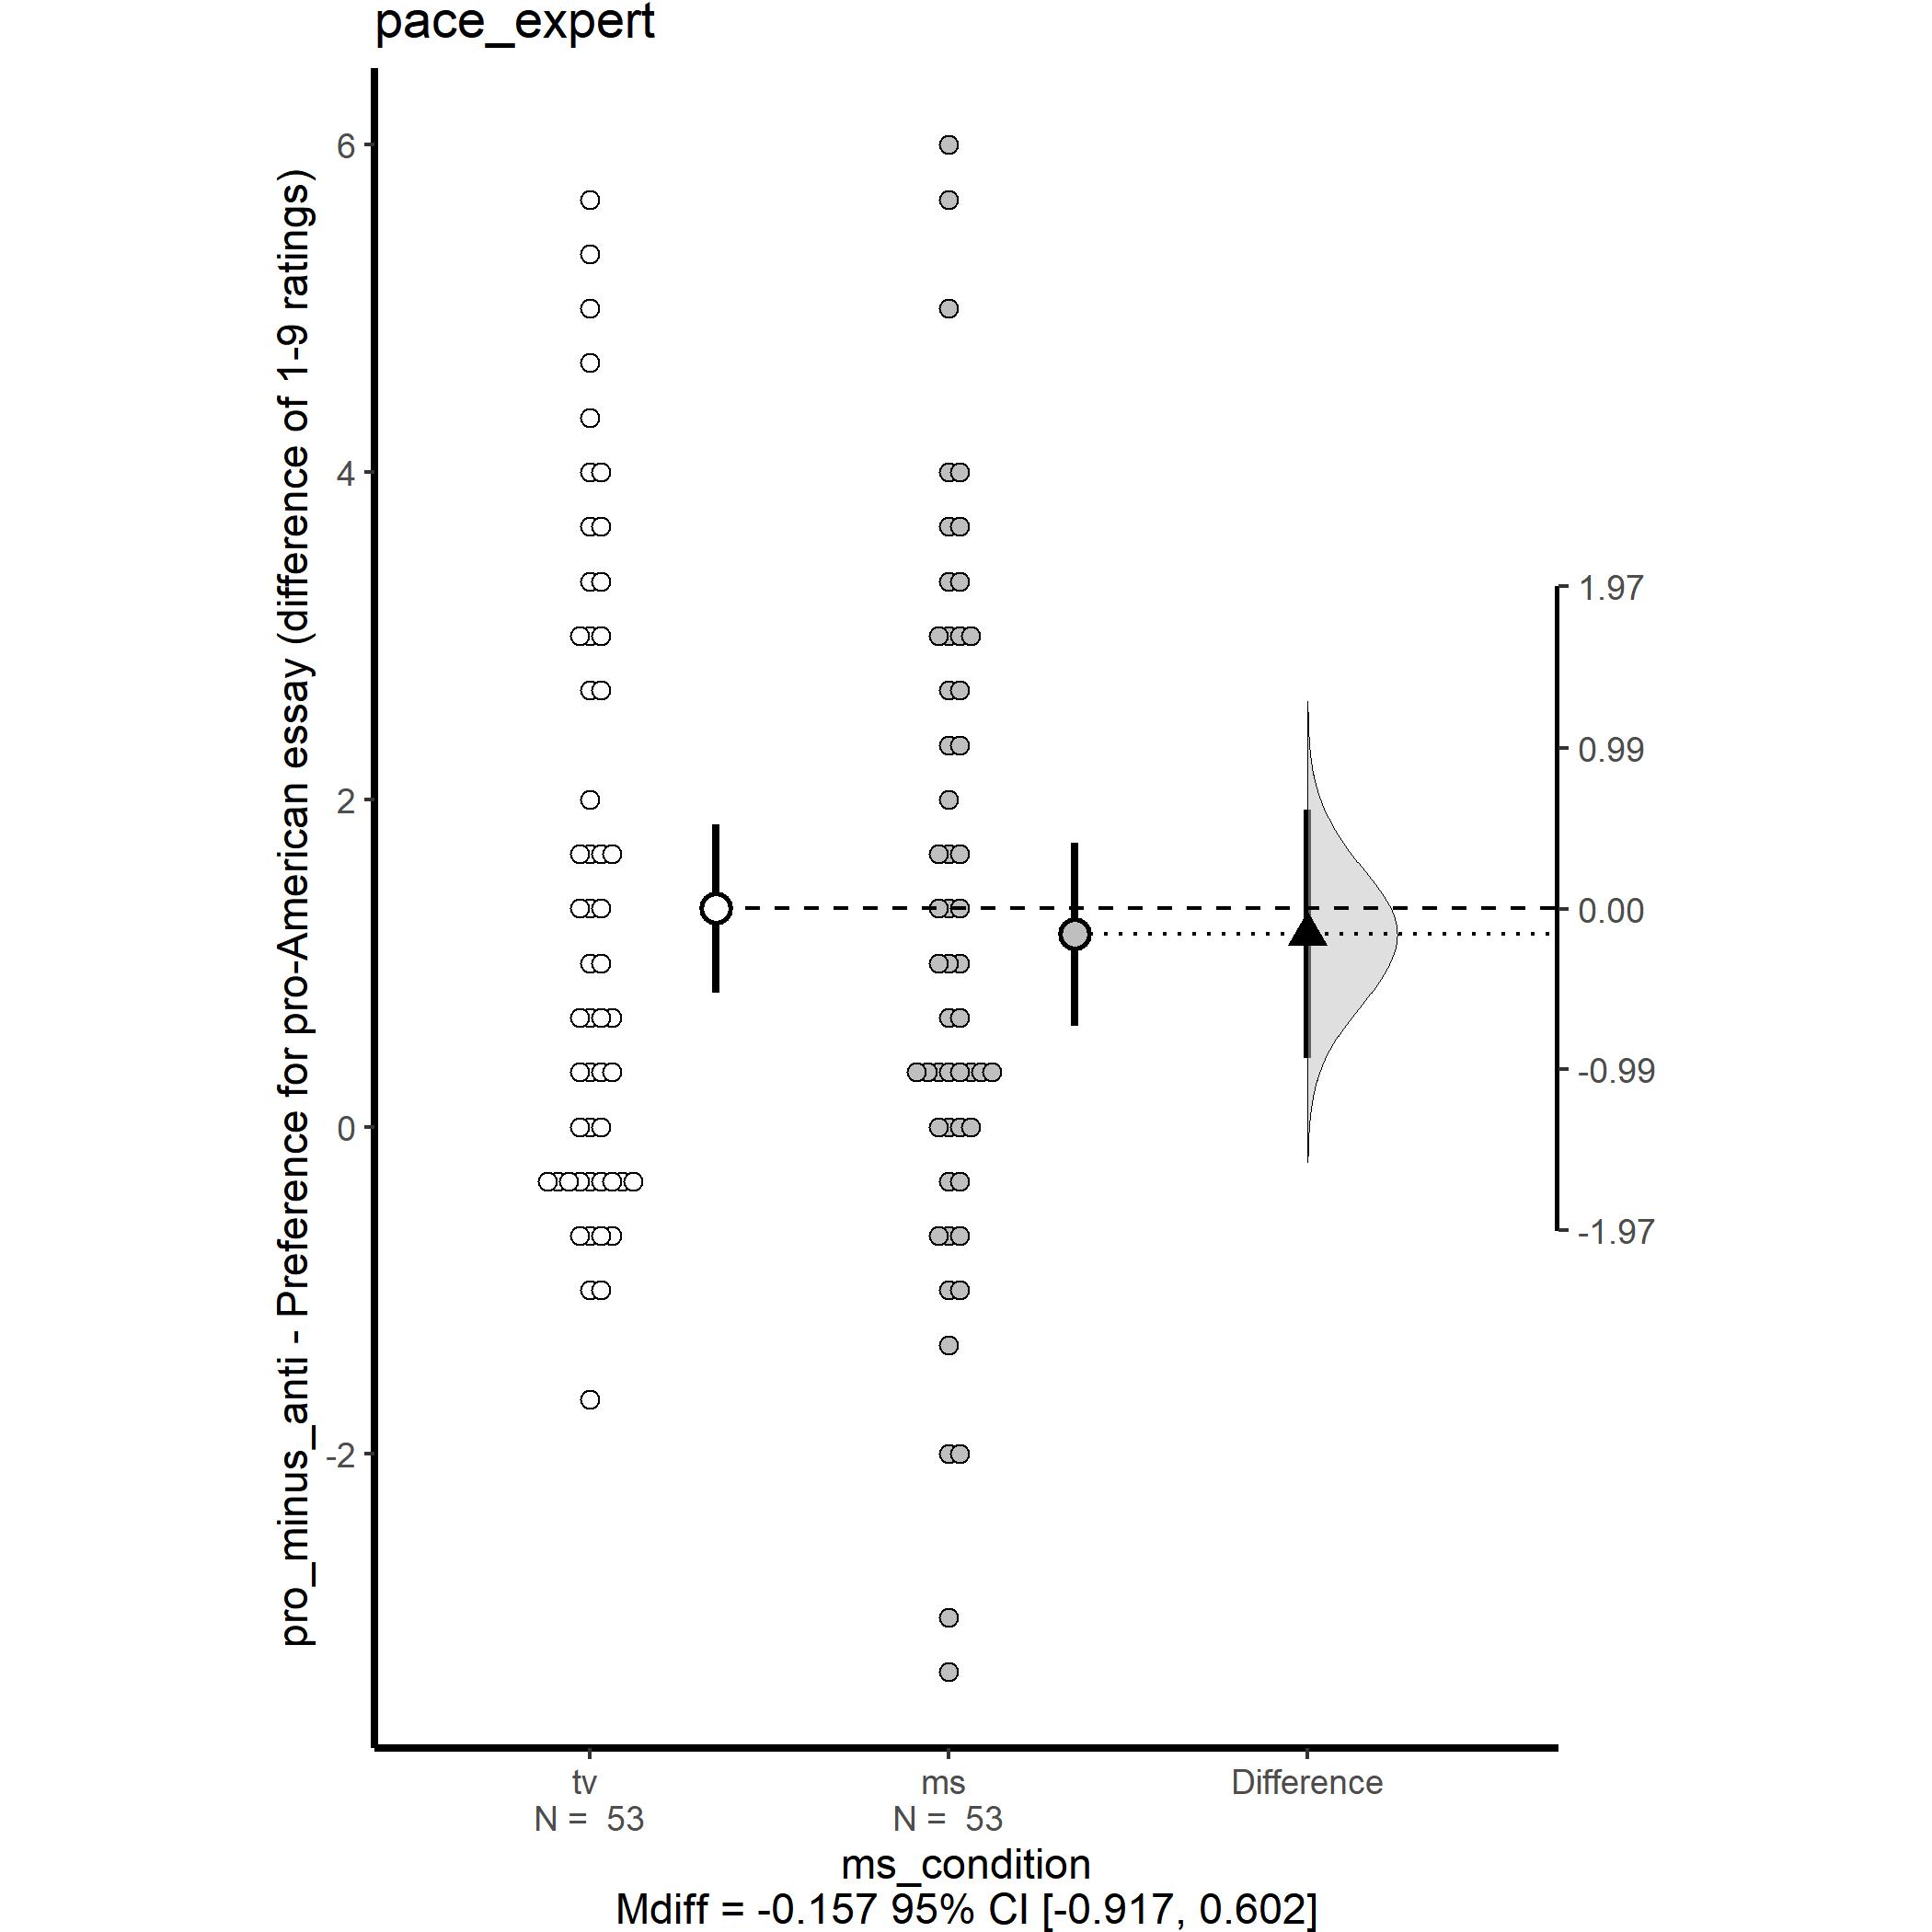 pace_expert
pro_minus_anti - Preference for pro-American essay (difference of 1-9 ratings)
6
4
2
0
-2
1.97
0.99
0.00
-0.99
-1.97
tv
N =  53
ms
N =  53
Difference
ms_condition
Mdiff = -0.157 95% CI [-0.917, 0.602]